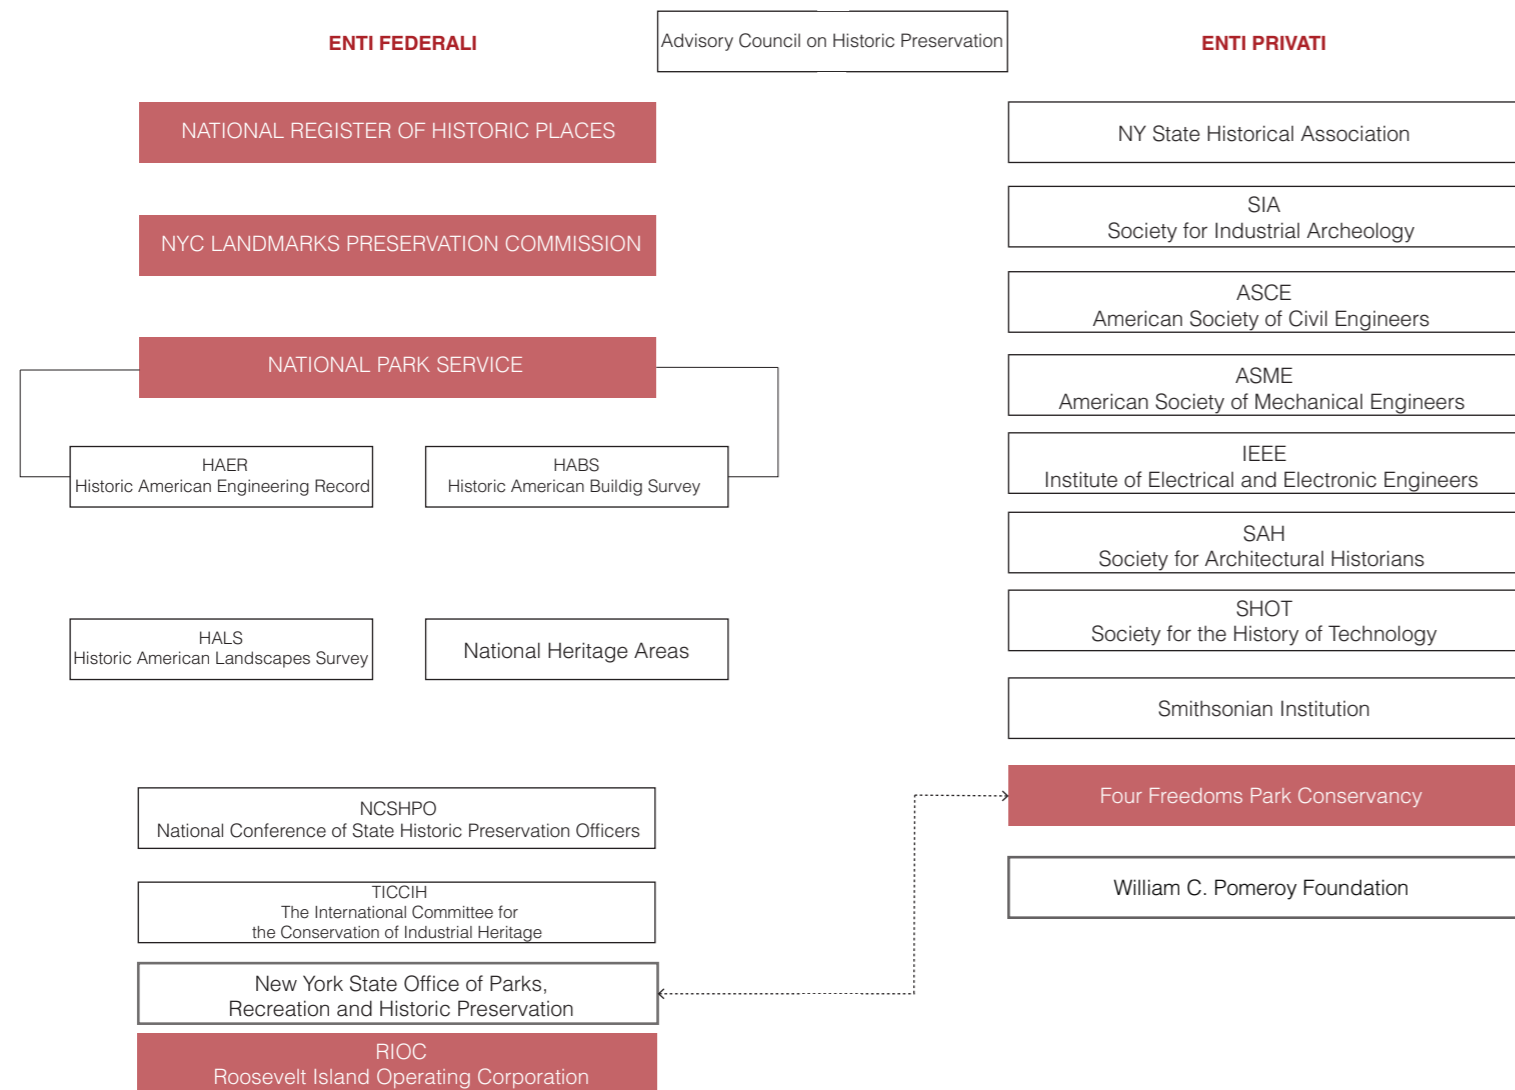 ENTI FEDERALI
Advisory Council on Historic Preservation
ENTI PRIVATI
NATIONAL REGISTER OF HISTORIC PLACES
NYC LANDMARKS PRESERVATION COMMISSION
NATIONAL PARK SERVICE
HAER
Historic American Engineering Record
HABS
Historic American Buildig Survey
HALS
Historic American Landscapes Survey
National Heritage Areas
NCSHPO
National Conference of State Historic Preservation Officers
TICCIH
The International Committee for
the Conservation of Industrial Heritage
New York State Office of Parks,
Recreation and Historic Preservation
RIOC
Roosevelt Island Operating Corporation
NY State Historical Association
SIA
Society for Industrial Archeology
ASCE
American Society of Civil Engineers
ASME
American Society of Mechanical Engineers
IEEE
Institute of Electrical and Electronic Engineers
SAH
Society for Architectural Historians
SHOT
Society for the History of Technology
Smithsonian Institution
Four Freedoms Park Conservancy
William C. Pomeroy Foundation